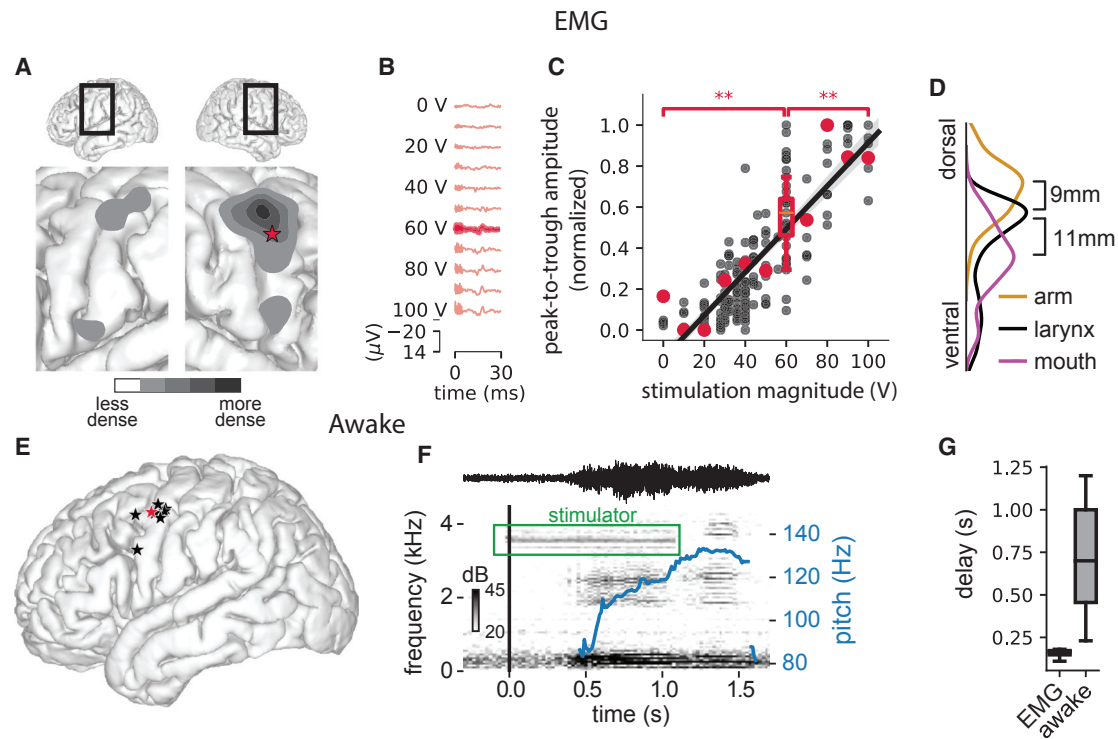 EMG
A
less
dense
more
dense
B
0 V
20 V
40 V
60 V
80 V
100 V
(μV)
−20
14
0
30
time (ms)
C
**
**
peak-to-trough ampitude
(normalized)
1.0
0.8
0.6
0.4
0.2
0.0
0
20
40
60
80
100
stimulation magnitude (V)
D
dorsal
ventral
9mm
11mm
arm
larynx
mouth
Awake
E
F
frequency (kHz)
4
2
0
stimulator
dB
45
20
140
120
100
80
pitch (Hz)
0.0
0.5
1.0
1.5
time (s)
G
delay (s)
1.25
1.00
0.75
0.50
0.25
EMG
awake